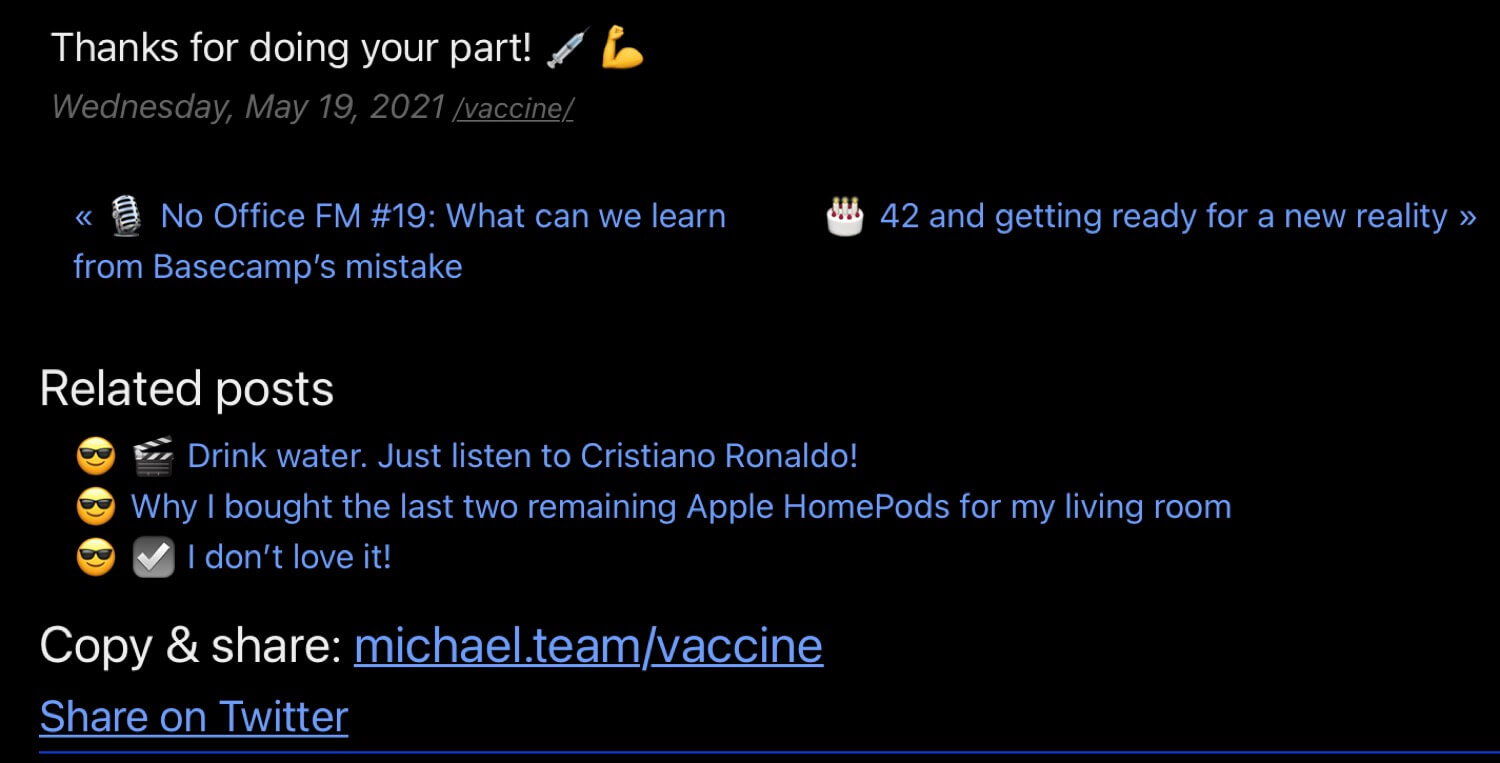 Thanks for doing your part! 💉 💪
Wednesday, May 19, 2021 /vaccine/
« 🎙 No Office FM #19: What can we learn
from Basecamp’s mistake
🎂 42 and getting ready for a new reality »
Related posts
😎 🎬 Drink water. Just listen to Cristiano Ronaldo!
😎 Why I bought the last two remaining Apple HomePods for my living room
😎 ☑️ I don’t love it!
Copy & share: michael.team/vaccine
Share on Twitter